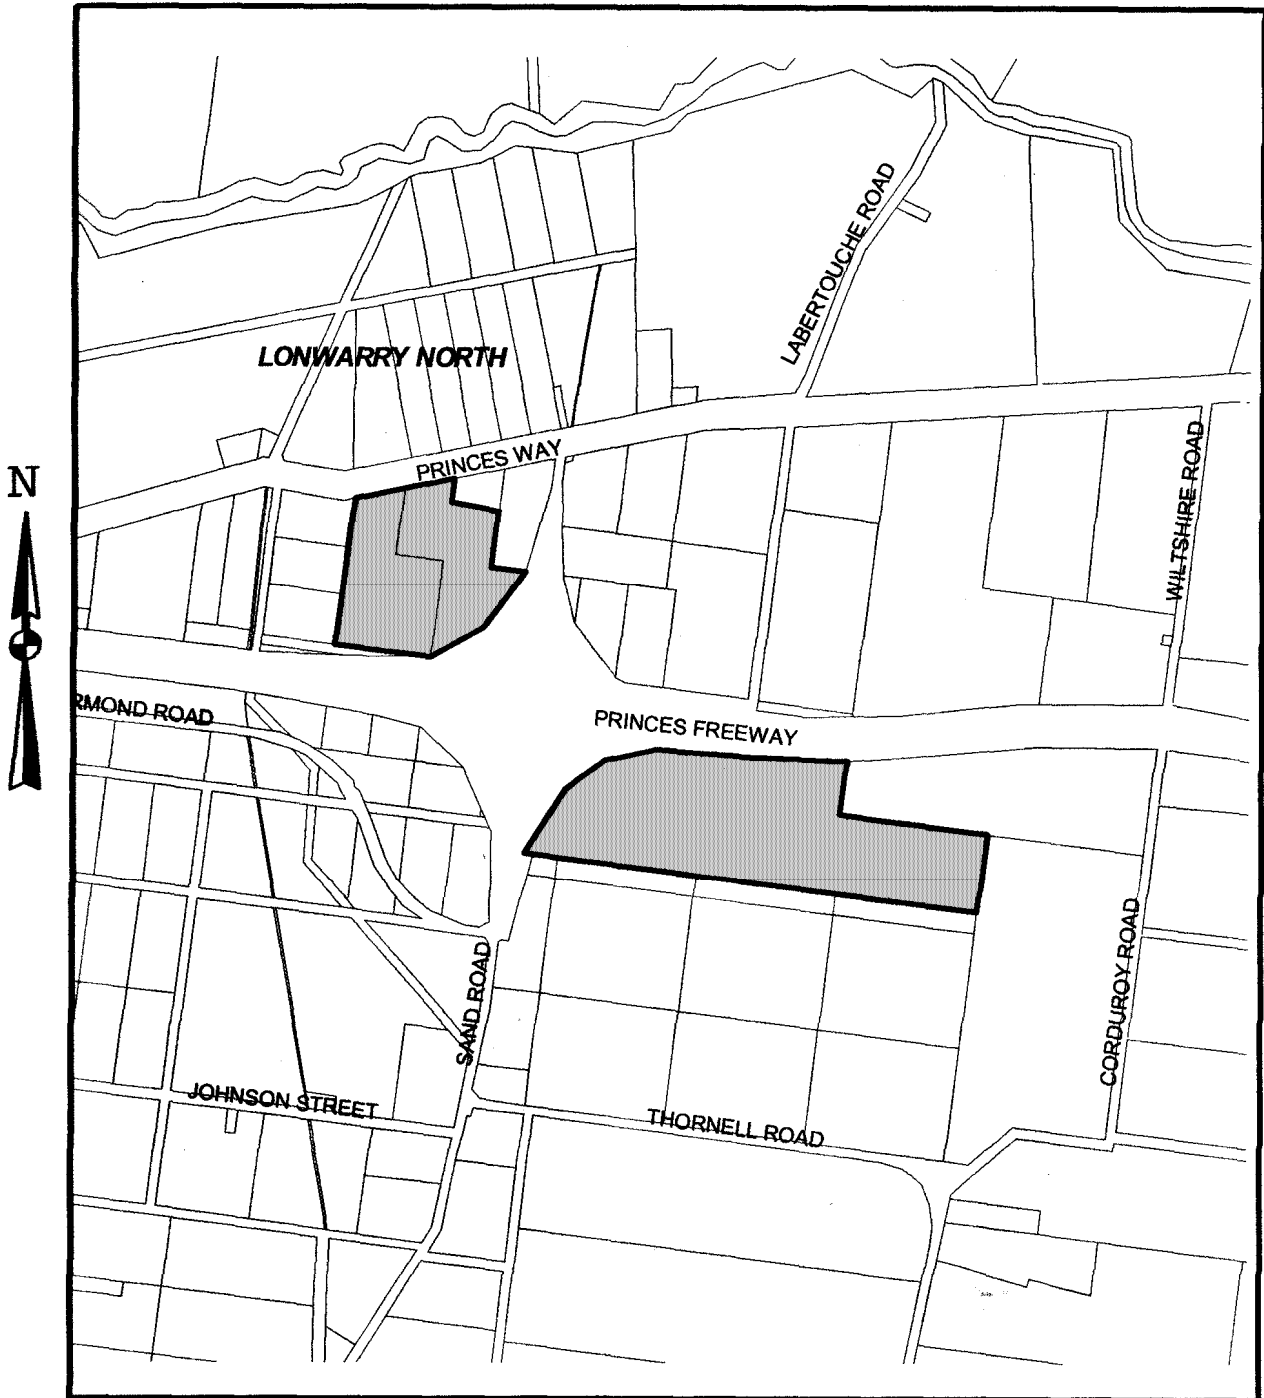 LABERTOUCHE ROAD
LONWARRY NORTH
PRINCES WAY
WILTSHIRE ROAD
N
RMOND ROAD
PRINCES FREEWAY
SAND ROAD
CORDUROY ROAD
JOHNSON STREET
THORNELL ROAD